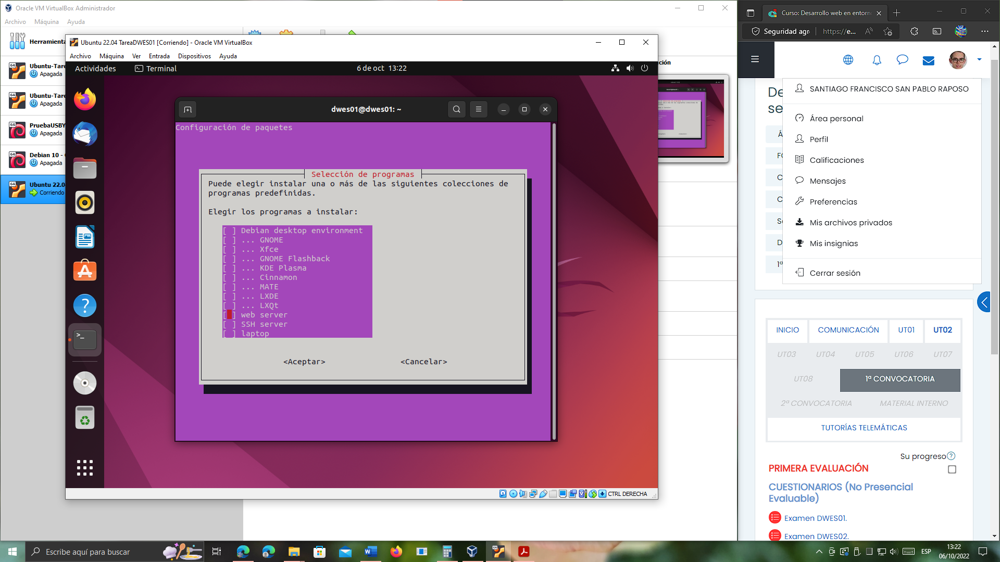 Oracle VM VirtualBox Administrador
Archivo Máquina Ayuda
Herramienta
64 Ubuntu-Tare
Apagada
64 Ubuntu-Tare
Apagada
64 PruebaUSBY
Apagada
64 Debian 10 -
Apagada
64 Ubuntu 22.0
Corriendo
ción
Ubuntu 22.04 TareaDWES01 [Corriendo] - Oracle VM VirtualBox
Archivo Máquina Ver Entrada Dispositivos Ayuda
Actividades Terminal 6 de oct 13:22
dwes01@dwes01: ~
Configuración de paquetes
Selección de programas
Puede elegir instalar una o más de las siguientes colecciones de
programas predefinidas.
Elegir los programas a instalar:
[ ] Debian desktop environment
[ ] ... GNOME
[ ] ... Xfce
[ ] ... GNOME Flashback
[ ] ... KDE Plasma
[ ] ... Cinnamon
[ ] ... MATE
[ ] ... LXDE
[ ] ... LXQt
[ ] web server
[ ] SSH server
[ ] laptop
<Aceptar> <Cancelar>
CTRL DERECHA
Curso: Desarrollo web en entorn
Seguridad agr https://e...
De
se
SANTIAGO FRANCISCO SAN PABLO RAPOSO
Área personal
Perfil
Calificaciones
Mensajes
Preferencias
Mis archivos privados
Mis insignias
Cerrar sesión
INICIO COMUNICACIÓN UT01 UT02
UT03 UT04 UT05 UT06 UT07
UT08 1ª CONVOCATORIA
2ª CONVOCATORIA MATERIAL INTERNO
TUTORÍAS TELEMÁTICAS
Su progreso
PRIMERA EVALUACIÓN
CUESTIONARIOS (No Presencial
Evaluable)
Examen DWES01.
Examen DWES02.
Escribe aquí para buscar
ESP
13:22
06/10/2022